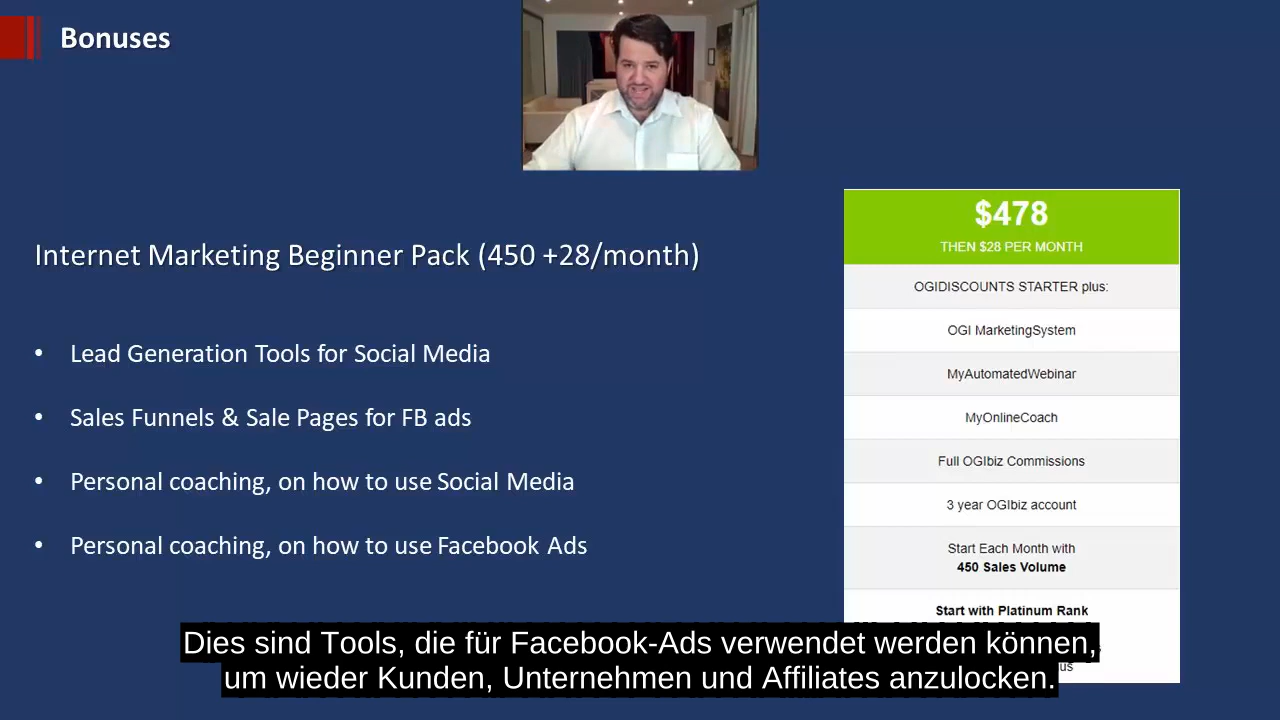 Bonuses
Internet Marketing Beginner Pack (450 +28/month)
• Lead Generation Tools for Social Media
• Sales Funnels & Sale Pages for FB ads
• Personal coaching, on how to use Social Media
• Personal coaching, on how to use Facebook Ads
$478
THEN $28 PER MONTH
OGIDISCOUNTS STARTER plus:
OGI MarketingSystem
MyAutomatedWebinar
MyOnlineCoach
Full OGIbiz Commissions
3 year OGIbiz account
Start Each Month with
450 Sales Volume
Start with Platinum Rank
Dies sind Tools, die für Facebook-Ads verwendet werden können,
um wieder Kunden, Unternehmen und Affiliates anzulocken.